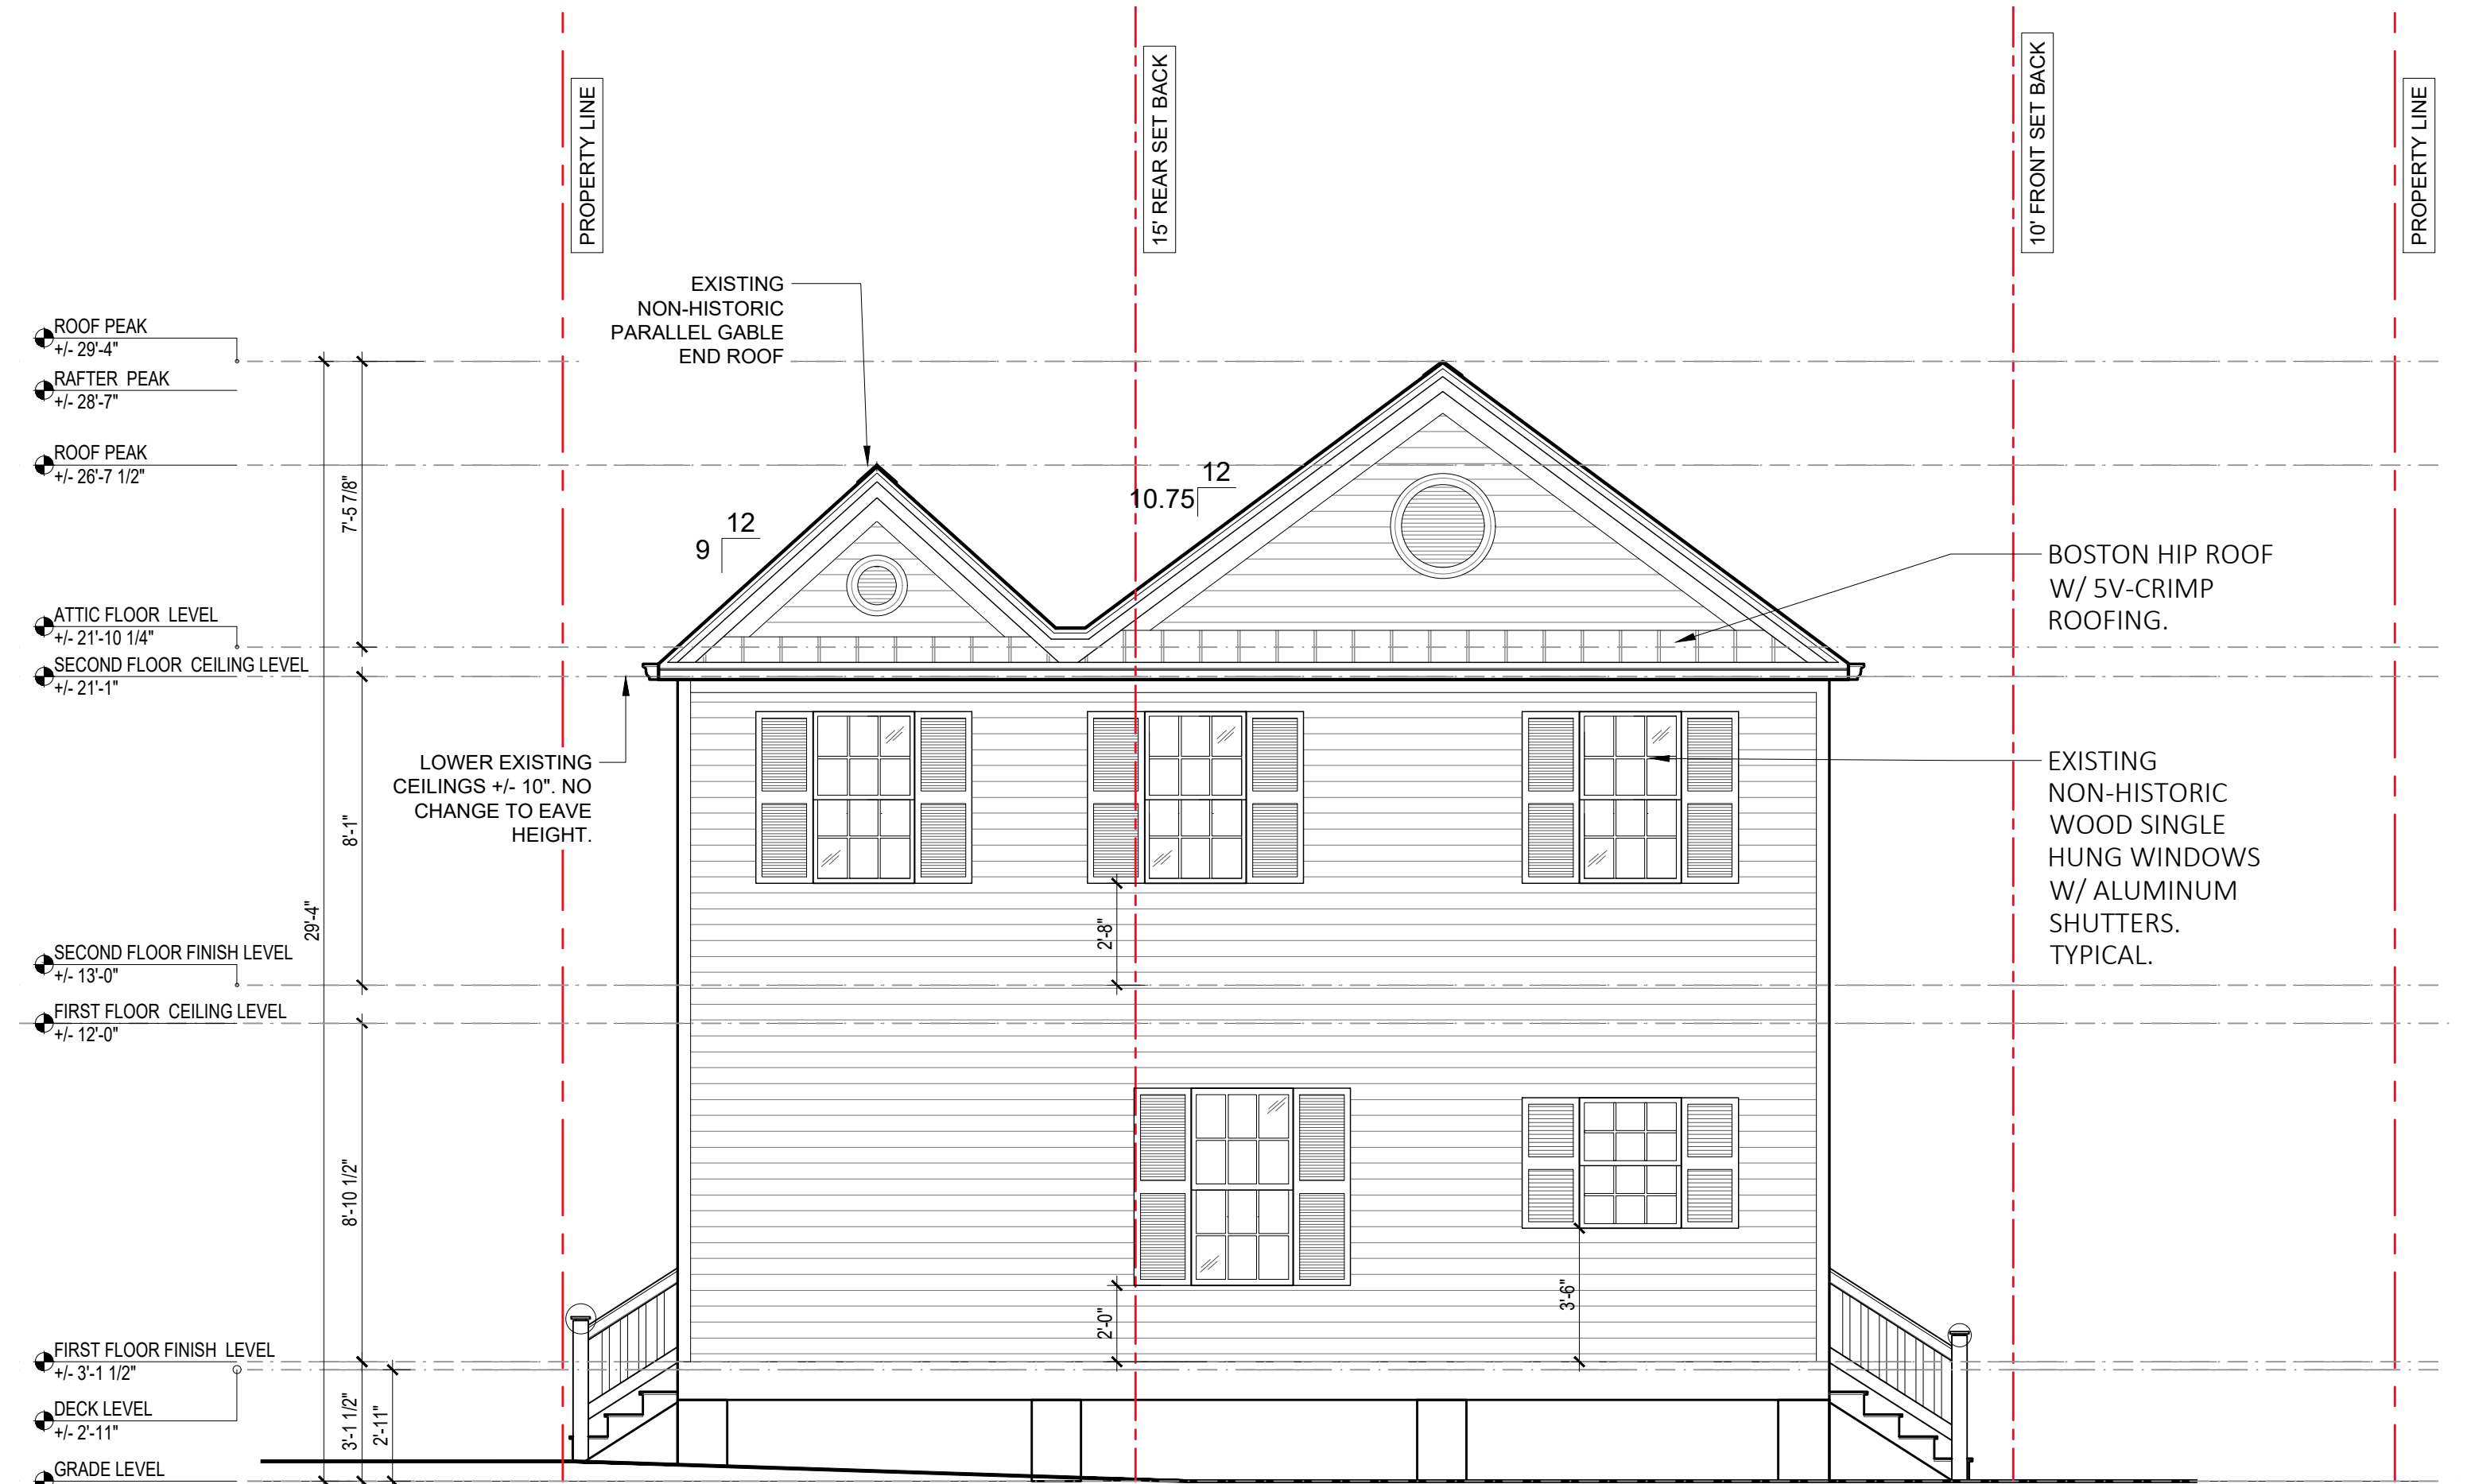 PROPERTY LINE
15' REAR SET BACK
10' FRONT SET BACK
PROPERTY LINE
EXISTING
NON-HISTORIC
PARALLEL GABLE
END ROOF
ROOF PEAK
+/- 29'-4"
RAFTER PEAK
+/- 28'-7"
ROOF PEAK
+/- 26'-7 1/2"
ATTIC FLOOR LEVEL
+/- 21'-10 1/4"
SECOND FLOOR CEILING LEVEL
+/- 21'-1"
SECOND FLOOR FINISH LEVEL
+/- 13'-0"
FIRST FLOOR CEILING LEVEL
+/- 12'-0"
FIRST FLOOR FINISH LEVEL
+/- 3'-1 1/2"
DECK LEVEL
+/- 2'-11"
GRADE LEVEL
29'-4"
7'-5 7/8"
8'-1"
8'-10 1/2"
3'-1 1/2"
2'-11"
12
9
12
10.75
LOWER EXISTING
CEILINGS +/- 10". NO
CHANGE TO EAVE
HEIGHT.
2'-8"
2'-0"
3'-6"
BOSTON HIP ROOF
W/ 5V-CRIMP
ROOFING.
EXISTING
NON-HISTORIC
WOOD SINGLE
HUNG WINDOWS
W/ ALUMINUM
SHUTTERS.
TYPICAL.